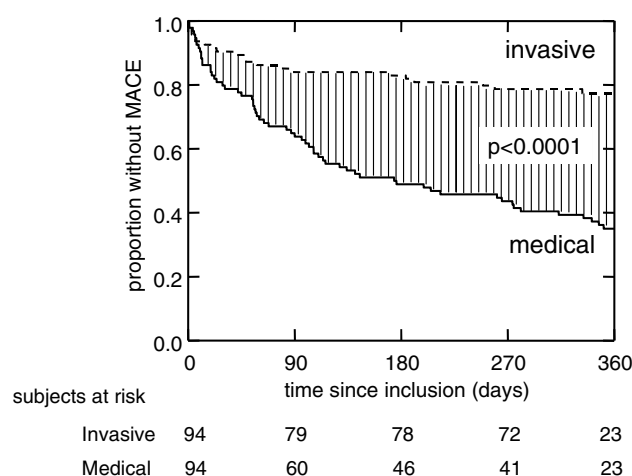 1.0
0.8
0.6
0.4
0.2
0.0
proportion without MACE
invasive
p<0.0001
medical
0 90 180 270 360
time since inclusion (days)
subjects at risk
Invasive 94 79 78 72 23
Medical 94 60 46 41 23